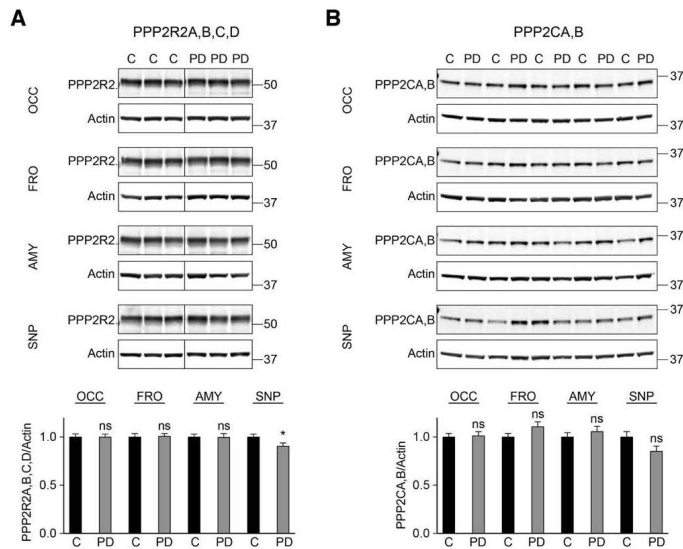 A
PPP2R2A,B,C,D
C C C PD PD PD
OCC
PPP2R2.
50
Actin
37
FRO
PPP2R2.
50
Actin
37
AMY
PPP2R2.
50
Actin
37
SNP
PPP2R2.
50
Actin
37
OCC FRO AMY SNP
PPP2R2A,B,C,D/Actin
1.0
0.5
0.0
ns ns ns *
C PD C PD C PD C PD
B
PPP2CA,B
C PD C PD C PD C PD C PD
OCC
PPP2CA,B
37
Actin
37
FRO
PPP2CA,B
37
Actin
37
AMY
PPP2CA,B
37
Actin
37
SNP
PPP2CA,B
37
Actin
37
OCC FRO AMY SNP
PPP2CA,B/Actin
1.0
0.5
0.0
ns ns ns ns
C PD C PD C PD C PD